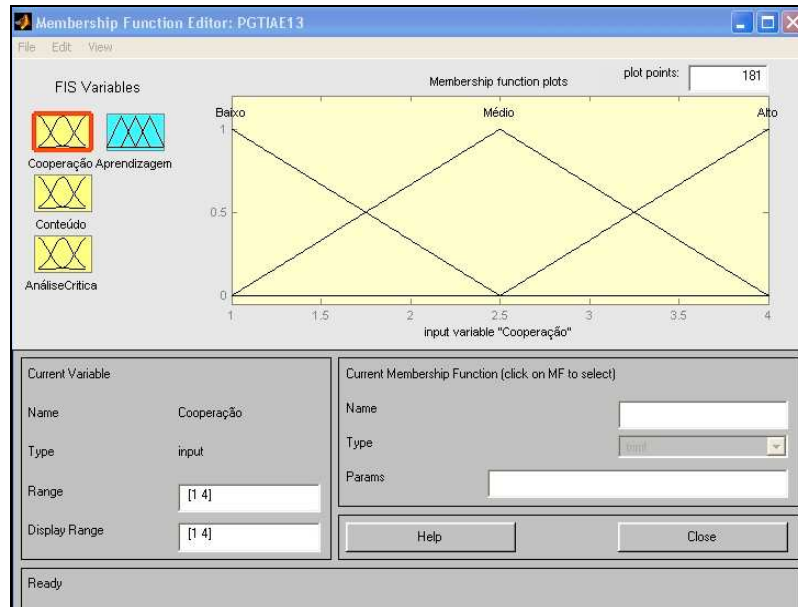 Membership Function Editor: PGTIAE13
File Edit View
FIS Variables
Membership function plots
plot points: 181
Cooperação Aprendizagem
Conteúdo
AnáliseCritica
Baixo Médio Alto
1
0.5
0
1 1.5 2 2.5 3 3.5 4
input variable "Cooperação"
Current Variable
Name Cooperação
Type input
Range [1 4]
Display Range [1 4]
Current Membership Function (click on MF to select)
Name
Type
Params
Help Close
Ready